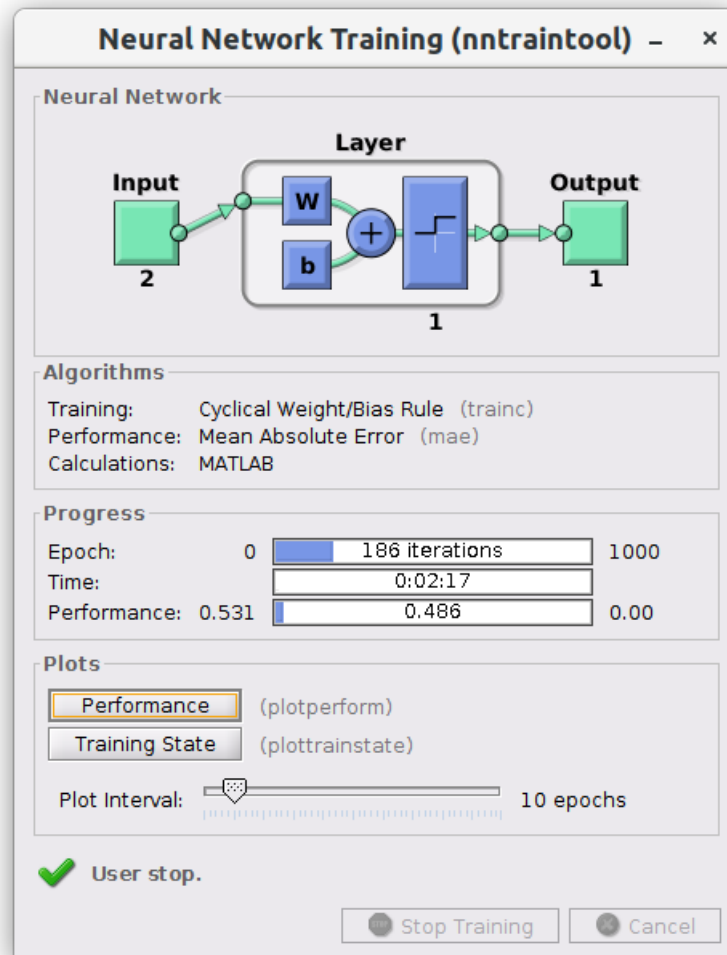 Neural Network Training (nntraintool)
Neural Network
Layer
Input
Output
W
b
2
1
1
Algorithms
Training: Cyclical Weight/Bias Rule (trainc)
Performance: Mean Absolute Error (mae)
Calculations: MATLAB
Progress
Epoch: 0 186 iterations 1000
Time: 0:02:17
Performance: 0.531 0.486 0.00
Plots
Performance (plotperform)
Training State (plottrainstate)
Plot Interval: 10 epochs
User stop.
Stop Training Cancel